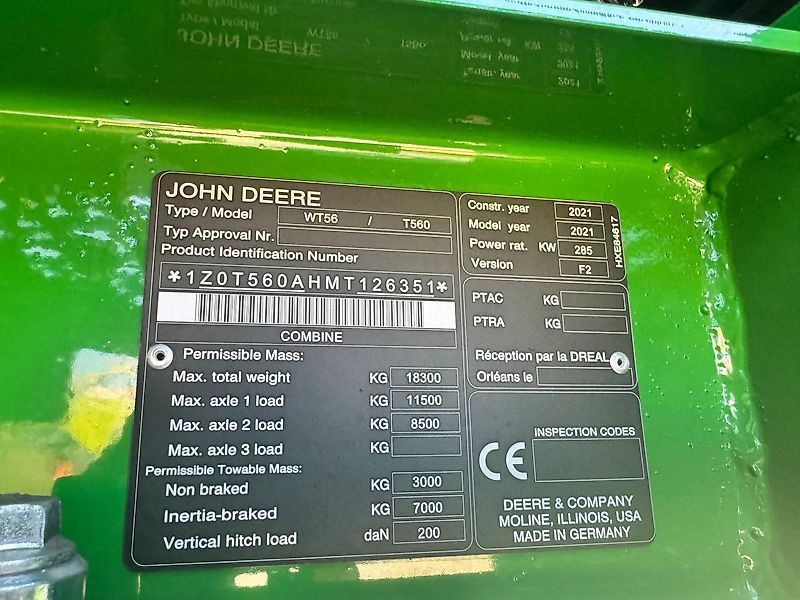 JOHN DEERE
Type / Model WT56 / T560
Typ Approval Nr.
Product Identification Number
*1Z0T560AHMT126351*
COMBINE
Permissible Mass:
Max. total weight KG 18300
Max. axle 1 load KG 11500
Max. axle 2 load KG 8500
Max. axle 3 load KG
Permissible Towable Mass:
Non braked KG 3000
Inertia-braked KG 7000
Vertical hitch load daN 200
Constr. year 2021
Model year 2021
Power rat. KW 285
Version F2
HXE84617
PTAC KG
PTRA KG
Réception par la DREAL
Orléans le
CE
INSPECTION CODES
DEERE & COMPANY
MOLINE, ILLINOIS, USA
MADE IN GERMANY